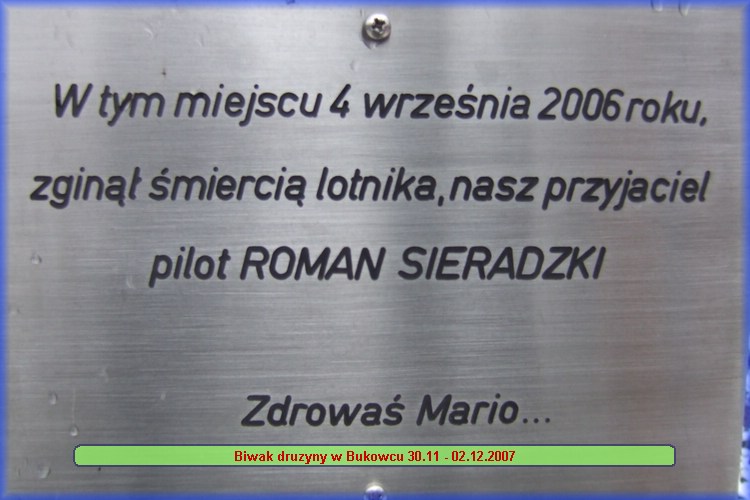 W tym miejscu 4 września 2006 roku,
zginął śmiercią lotnika, nasz przyjaciel
pilot ROMAN SIERADZKI
Zdrowaś Mario...
Biwak druzyny w Bukowcu 30.11 - 02.12.2007